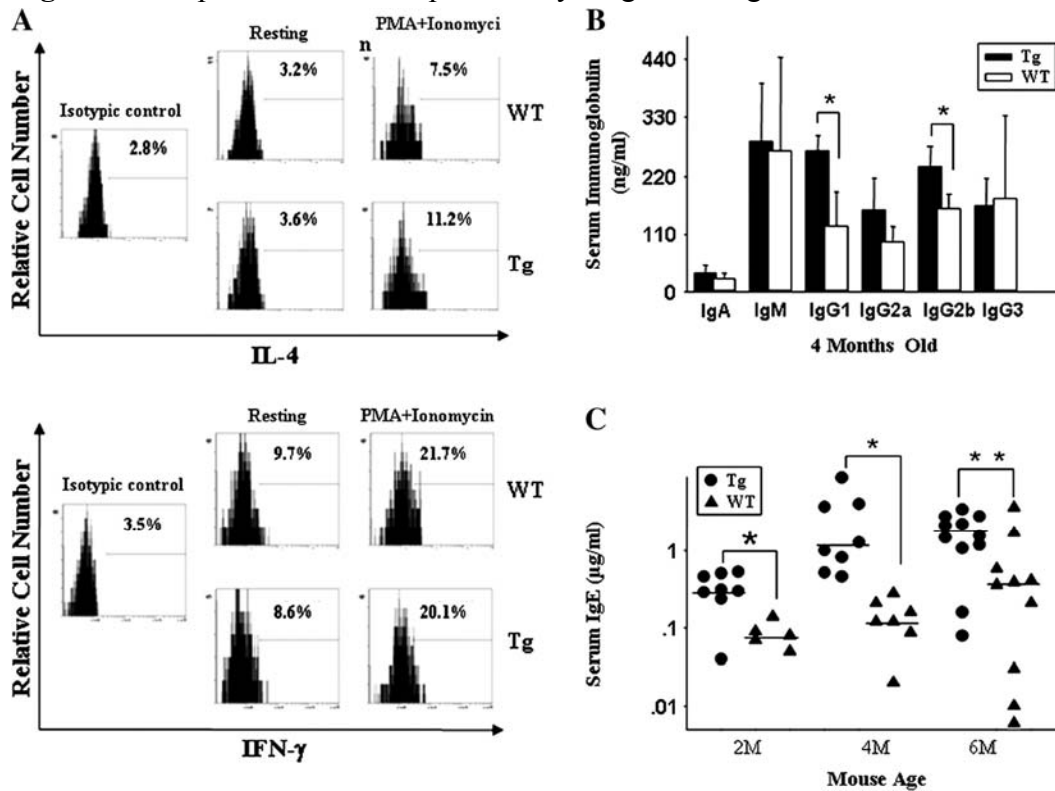 A
Resting
PMA+Ionomyci
n
3.2%
7.5%
WT
Isotypic control
2.8%
3.6%
11.2%
Tg
Relative Cell Number
IL-4
Resting
PMA+Ionomycin
9.7%
21.7%
WT
Isotypic control
3.5%
8.6%
20.1%
Tg
Relative Cell Number
IFN-γ
B
Tg
WT
Serum Immunoglobulin
(ng/ml)
440
330
220
110
0
*
*
IgA IgM IgG1 IgG2a IgG2b IgG3
4 Months Old
C
Tg
WT
*
*
* *
Serum IgE (µg/ml)
1
.1
.01
2M 4M 6M
Mouse Age